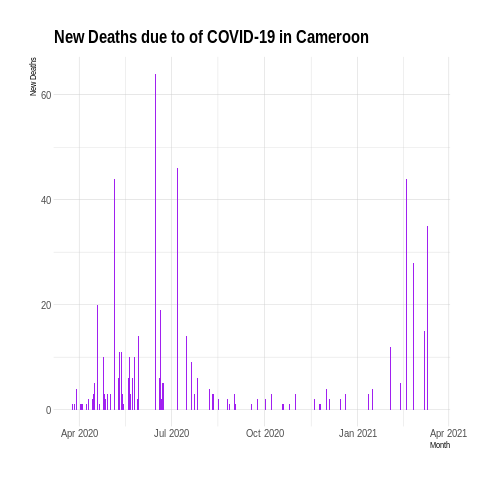 New Deaths due to of COVID-19 in Cameroon
New Deaths
60
40
20
0
Apr 2020 Jul 2020 Oct 2020 Jan 2021 Apr 2021
Month